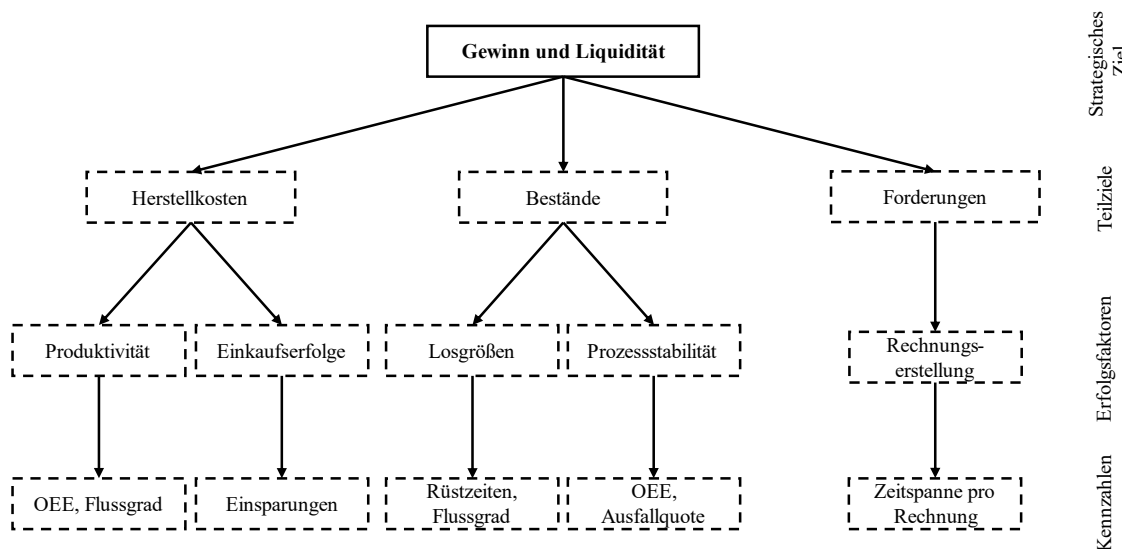 Gewinn und Liquidität
Strategisches
Ziel
Herstellkosten
Bestände
Forderungen
Teilziele
Produktivität
Einkaufserfolge
Losgrößen
Prozessstabilität
Rechnungs-
erstellung
Erfolgsfaktoren
OEE, Flussgrad
Einsparungen
Rüstzeiten,
Flussgrad
OEE,
Ausfallquote
Zeitspanne pro
Rechnung
Kennzahlen